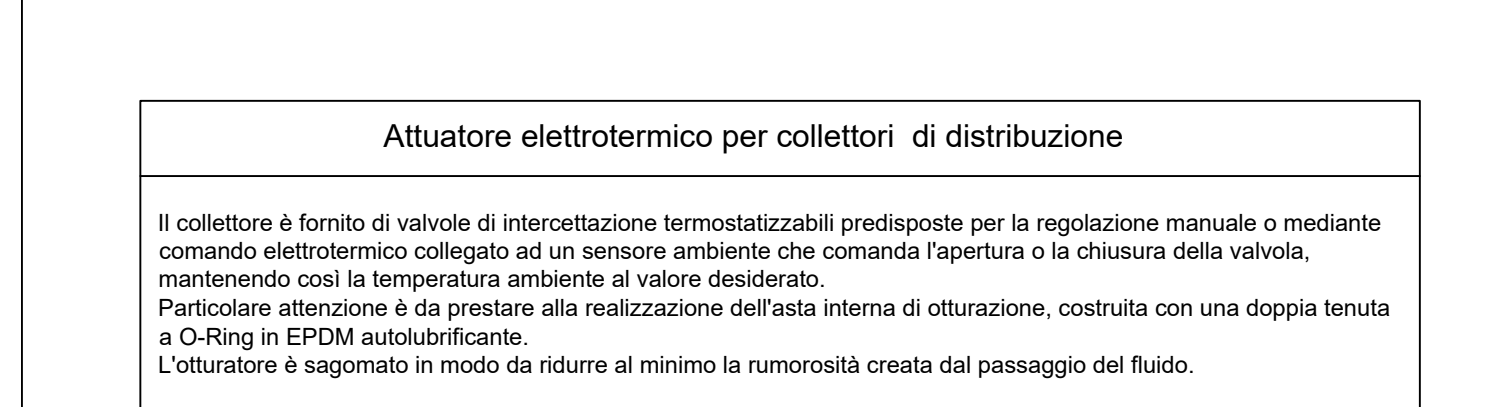 Attuatore elettrotermico per collettori  di distribuzione
Il collettore è fornito di valvole di intercettazione termostatizzabili predisposte per la regolazione manuale o mediante
comando elettrotermico collegato ad un sensore ambiente che comanda l'apertura o la chiusura della valvola,
mantenendo così la temperatura ambiente al valore desiderato.
Particolare attenzione è da prestare alla realizzazione dell'asta interna di otturazione, costruita con una doppia tenuta
a O-Ring in EPDM autolubrificante.
L'otturatore è sagomato in modo da ridurre al minimo la rumorosità creata dal passaggio del fluido.